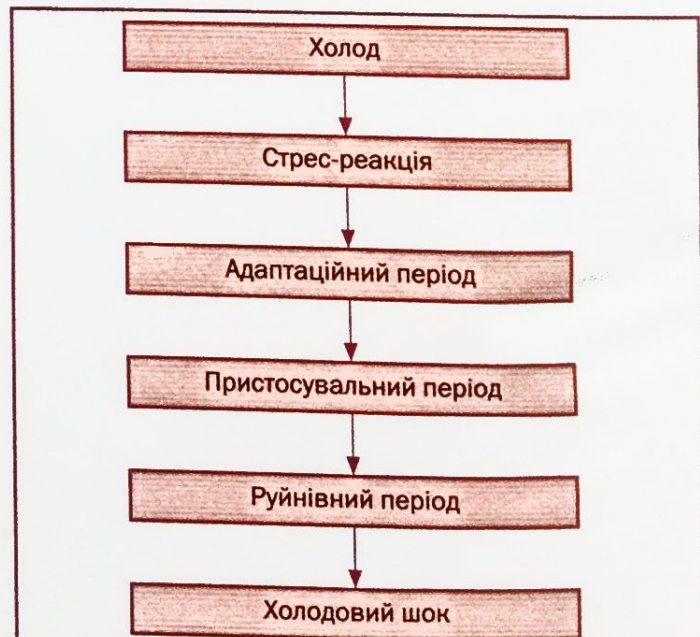 Холод
Стрес-реакція
Адаптаційний період
Пристосувальний період
Руйнівний період
Холодовий шок